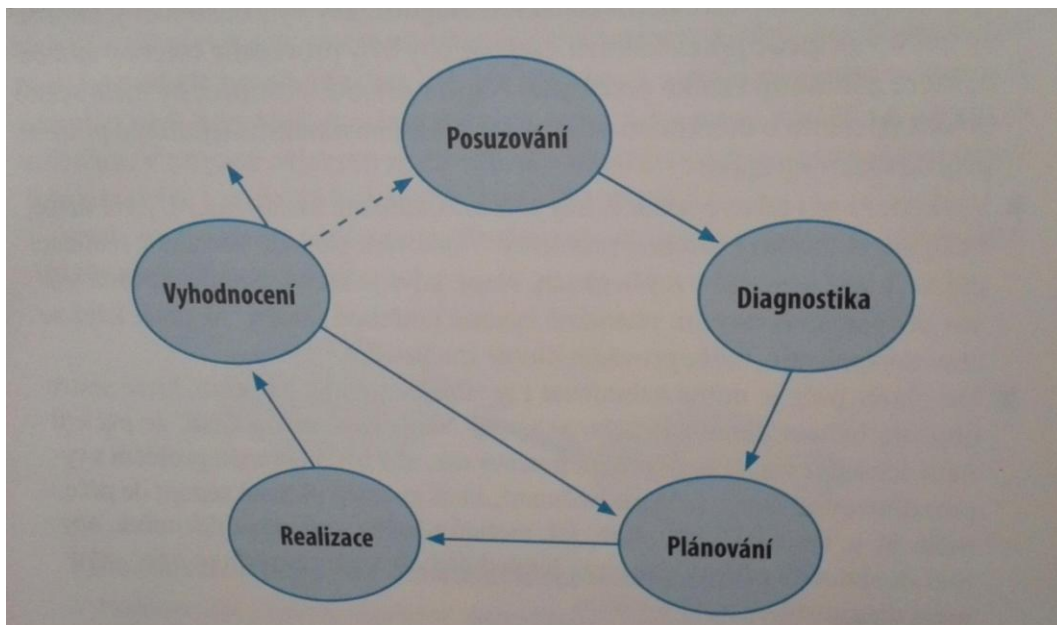 Posuzování
Vyhodnocení
Diagnostika
Realizace
Plánování